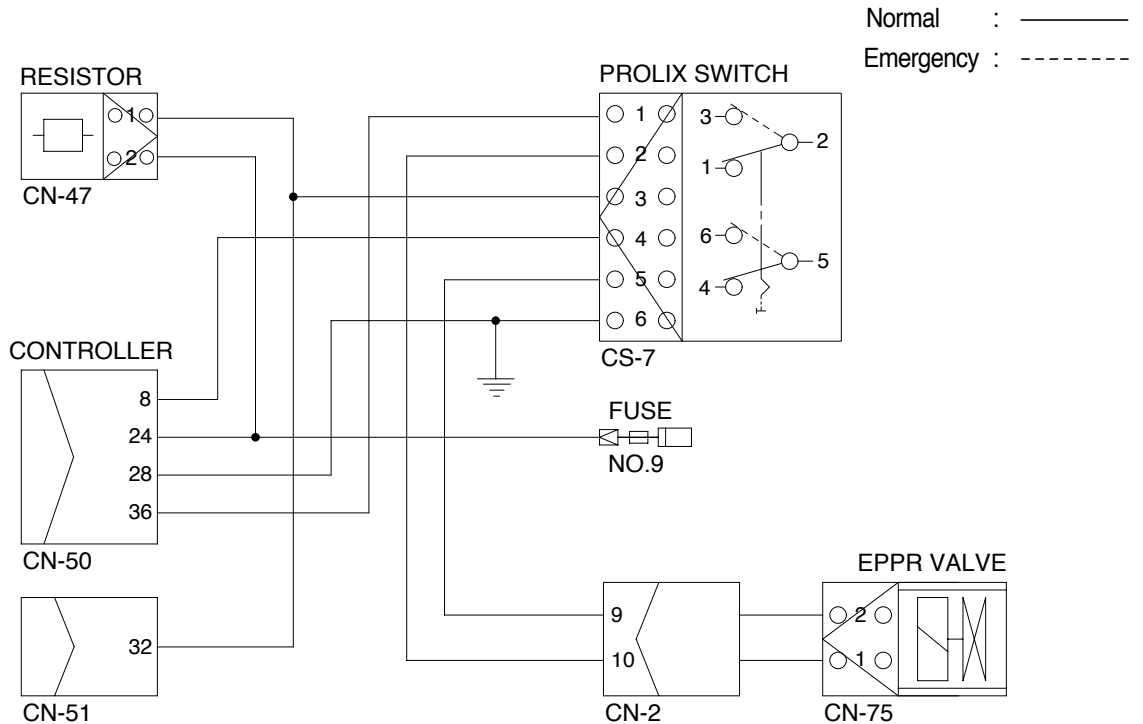 Normal :
Emergency :
RESISTOR
1
2
CN-47
PROLIX SWITCH
1
2
3
4
5
6
3
2
1
6
5
4
CS-7
CONTROLLER
8
24
28
36
CN-50
FUSE
NO.9
32
CN-51
9
10
CN-2
EPPR VALVE
2
1
CN-75